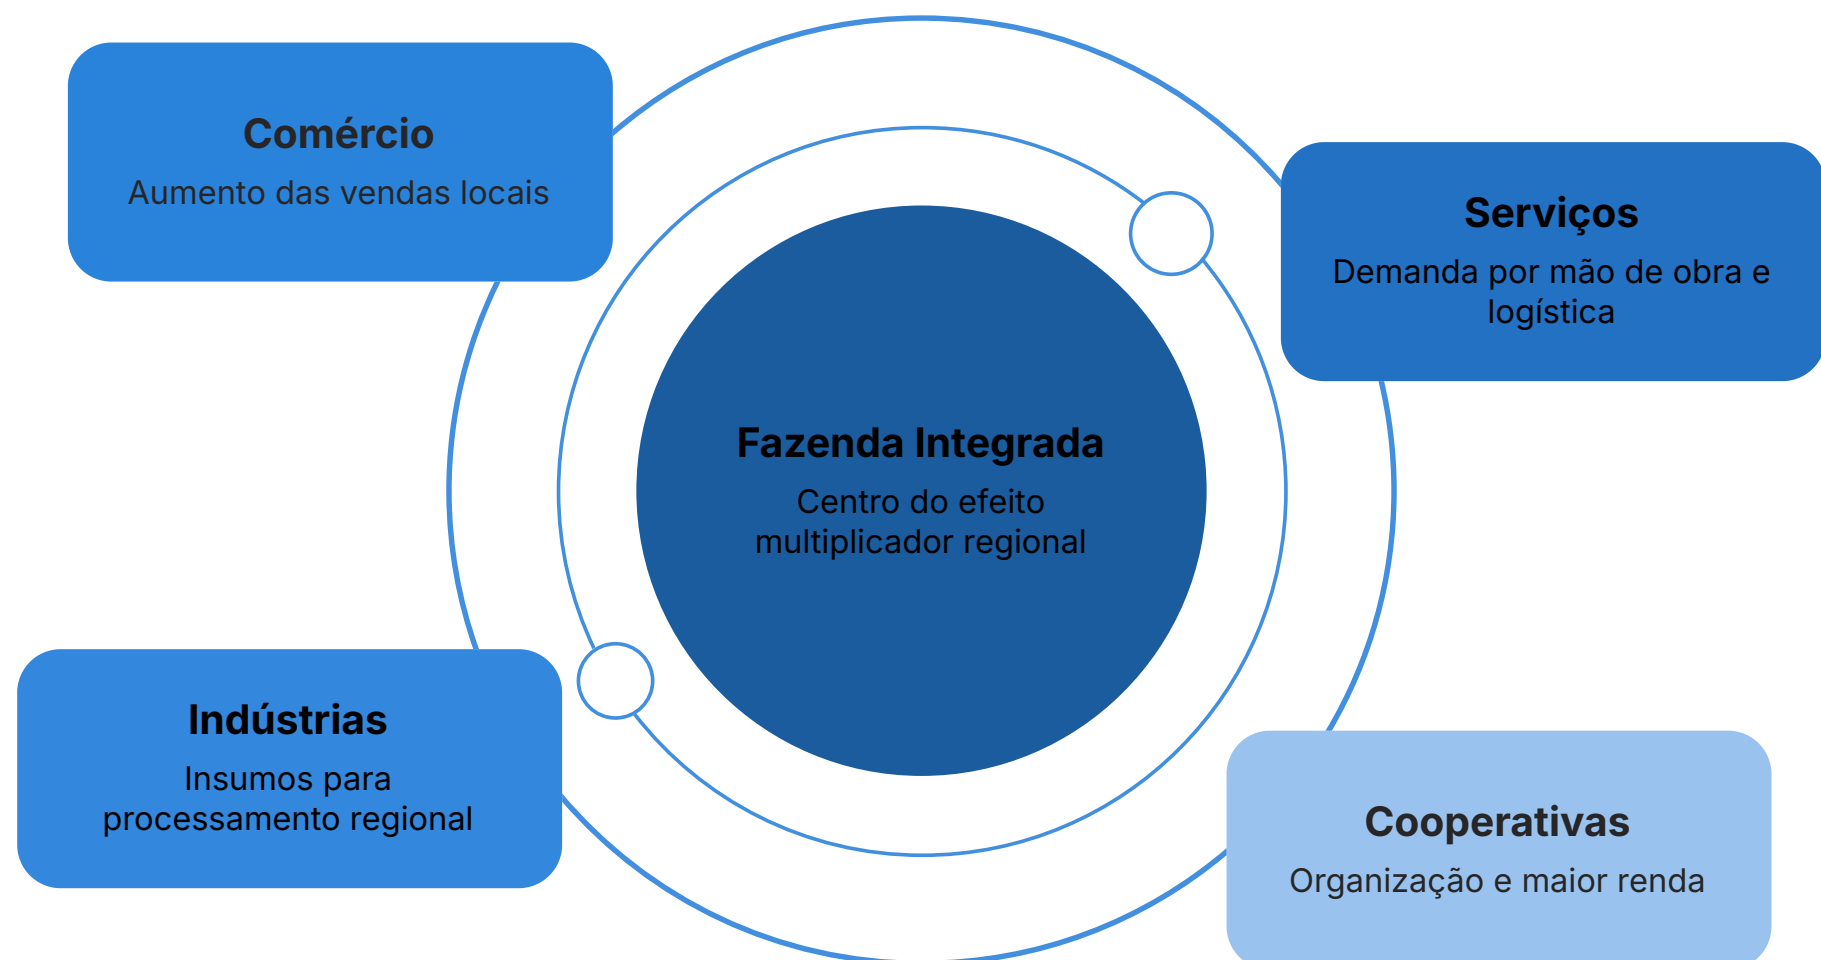 Comércio
Aumento das vendas locais
Serviços
Demanda por mão de obra e
logística
Fazenda Integrada
Centro do efeito
multiplicador regional
Indústrias
Insumos para
processamento regional
Cooperativas
Organização e maior renda